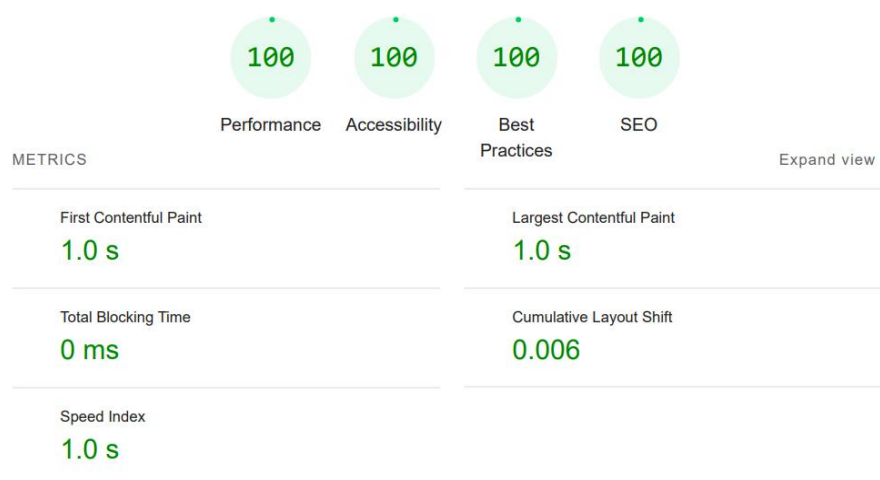 100 100 100 100
Performance Accessibility Best Practices SEO
METRICS
Expand view
First Contentful Paint
1.0 s
Largest Contentful Paint
1.0 s
Total Blocking Time
0 ms
Cumulative Layout Shift
0.006
Speed Index
1.0 s